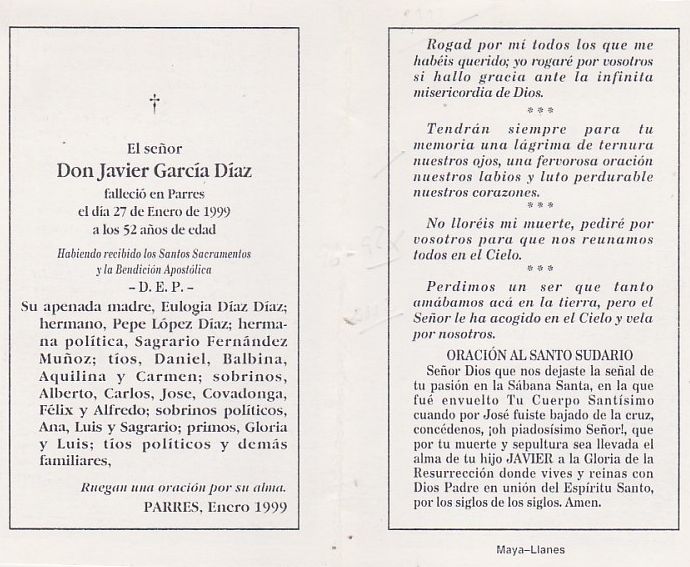 †
El señor
Don Javier García Díaz
falleció en Parres
el día 27 de Enero de 1999
a los 52 años de edad
Habiendo recibido los Santos Sacramentos
y la Bendición Apostólica
– D. E. P. –
Su apenada madre, Eulogia Díaz Díaz;
hermano, Pepe López Díaz; herma-
na política, Sagrario Fernández
Muñoz; tíos, Daniel, Balbina,
Aquilina y Carmen; sobrinos,
Alberto, Carlos, Jose, Covadonga,
Félix y Alfredo; sobrinos políticos,
Ana, Luis y Sagrario; primos, Gloria
y Luis; tíos políticos y demás
familiares,
Ruegan una oración por su alma.
PARRES, Enero 1999
Rogad por mí todos los que me
habéis querido; yo rogaré por vosotros
si hallo gracia ante la infinita
misericordia de Dios.
* * *
Tendrán siempre para tu
memoria una lágrima de ternura
nuestros ojos, una fervorosa oración
nuestros labios y luto perdurable
nuestros corazones.
* * *
No lloréis mi muerte, pediré por
vosotros para que nos reunamos
todos en el Cielo.
* * *
Perdimos un ser que tanto
amábamos acá en la tierra, pero el
Señor le ha acogido en el Cielo y vela
por nosotros.
ORACIÓN AL SANTO SUDARIO
Señor Dios que nos dejaste la señal de
tu pasión en la Sábana Santa, en la que
fué envuelto Tu Cuerpo Santísimo
cuando por José fuiste bajado de la cruz,
concédenos, ¡oh piadosísimo Señor!, que
por tu muerte y sepultura sea llevada el
alma de tu hijo JAVIER a la Gloria de la
Resurrección donde vives y reinas con
Dios Padre en unión del Espíritu Santo,
por los siglos de los siglos. Amen.
Maya–Llanes